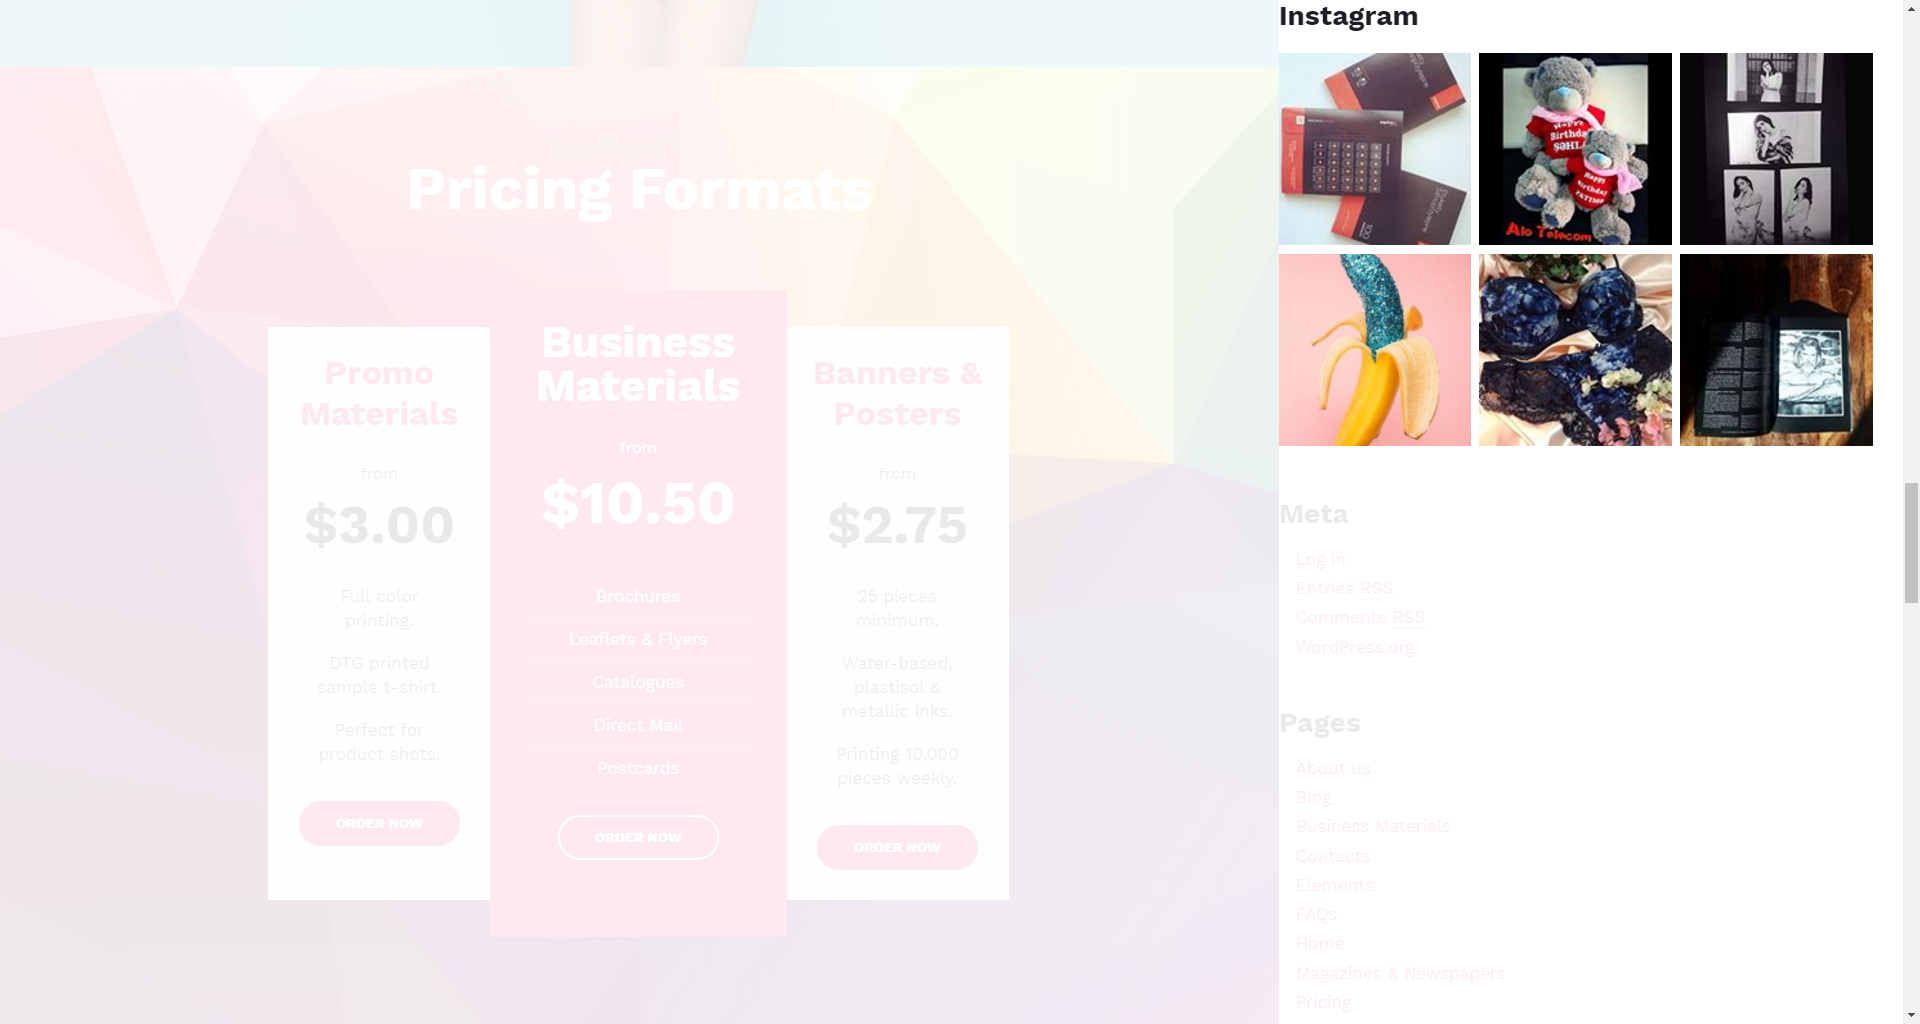 Instagram
Happy
Birthday
Happy
Birthday
FATIMƏ
Alo Telecom
Pricing Formats
Promo
Materials
from
$3.00
Full color
printing.
DTG printed
sample t-shirt.
Perfect for
product shots.
ORDER NOW
Business
Materials
from
$10.50
Brochures
Leaflets & Flyers
Catalogues
Direct Mail
Postcards
ORDER NOW
Banners &
Posters
from
$2.75
25 pieces
minimum.
Water-based,
plastisol &
metallic inks.
Printing 10,000
pieces weekly.
ORDER NOW
Meta
Log in
Entries RSS
Comments RSS
WordPress.org
Pages
About us
Blog
Business Materials
Contacts
Elements
FAQs
Home
Magazines & Newspapers
Pricing